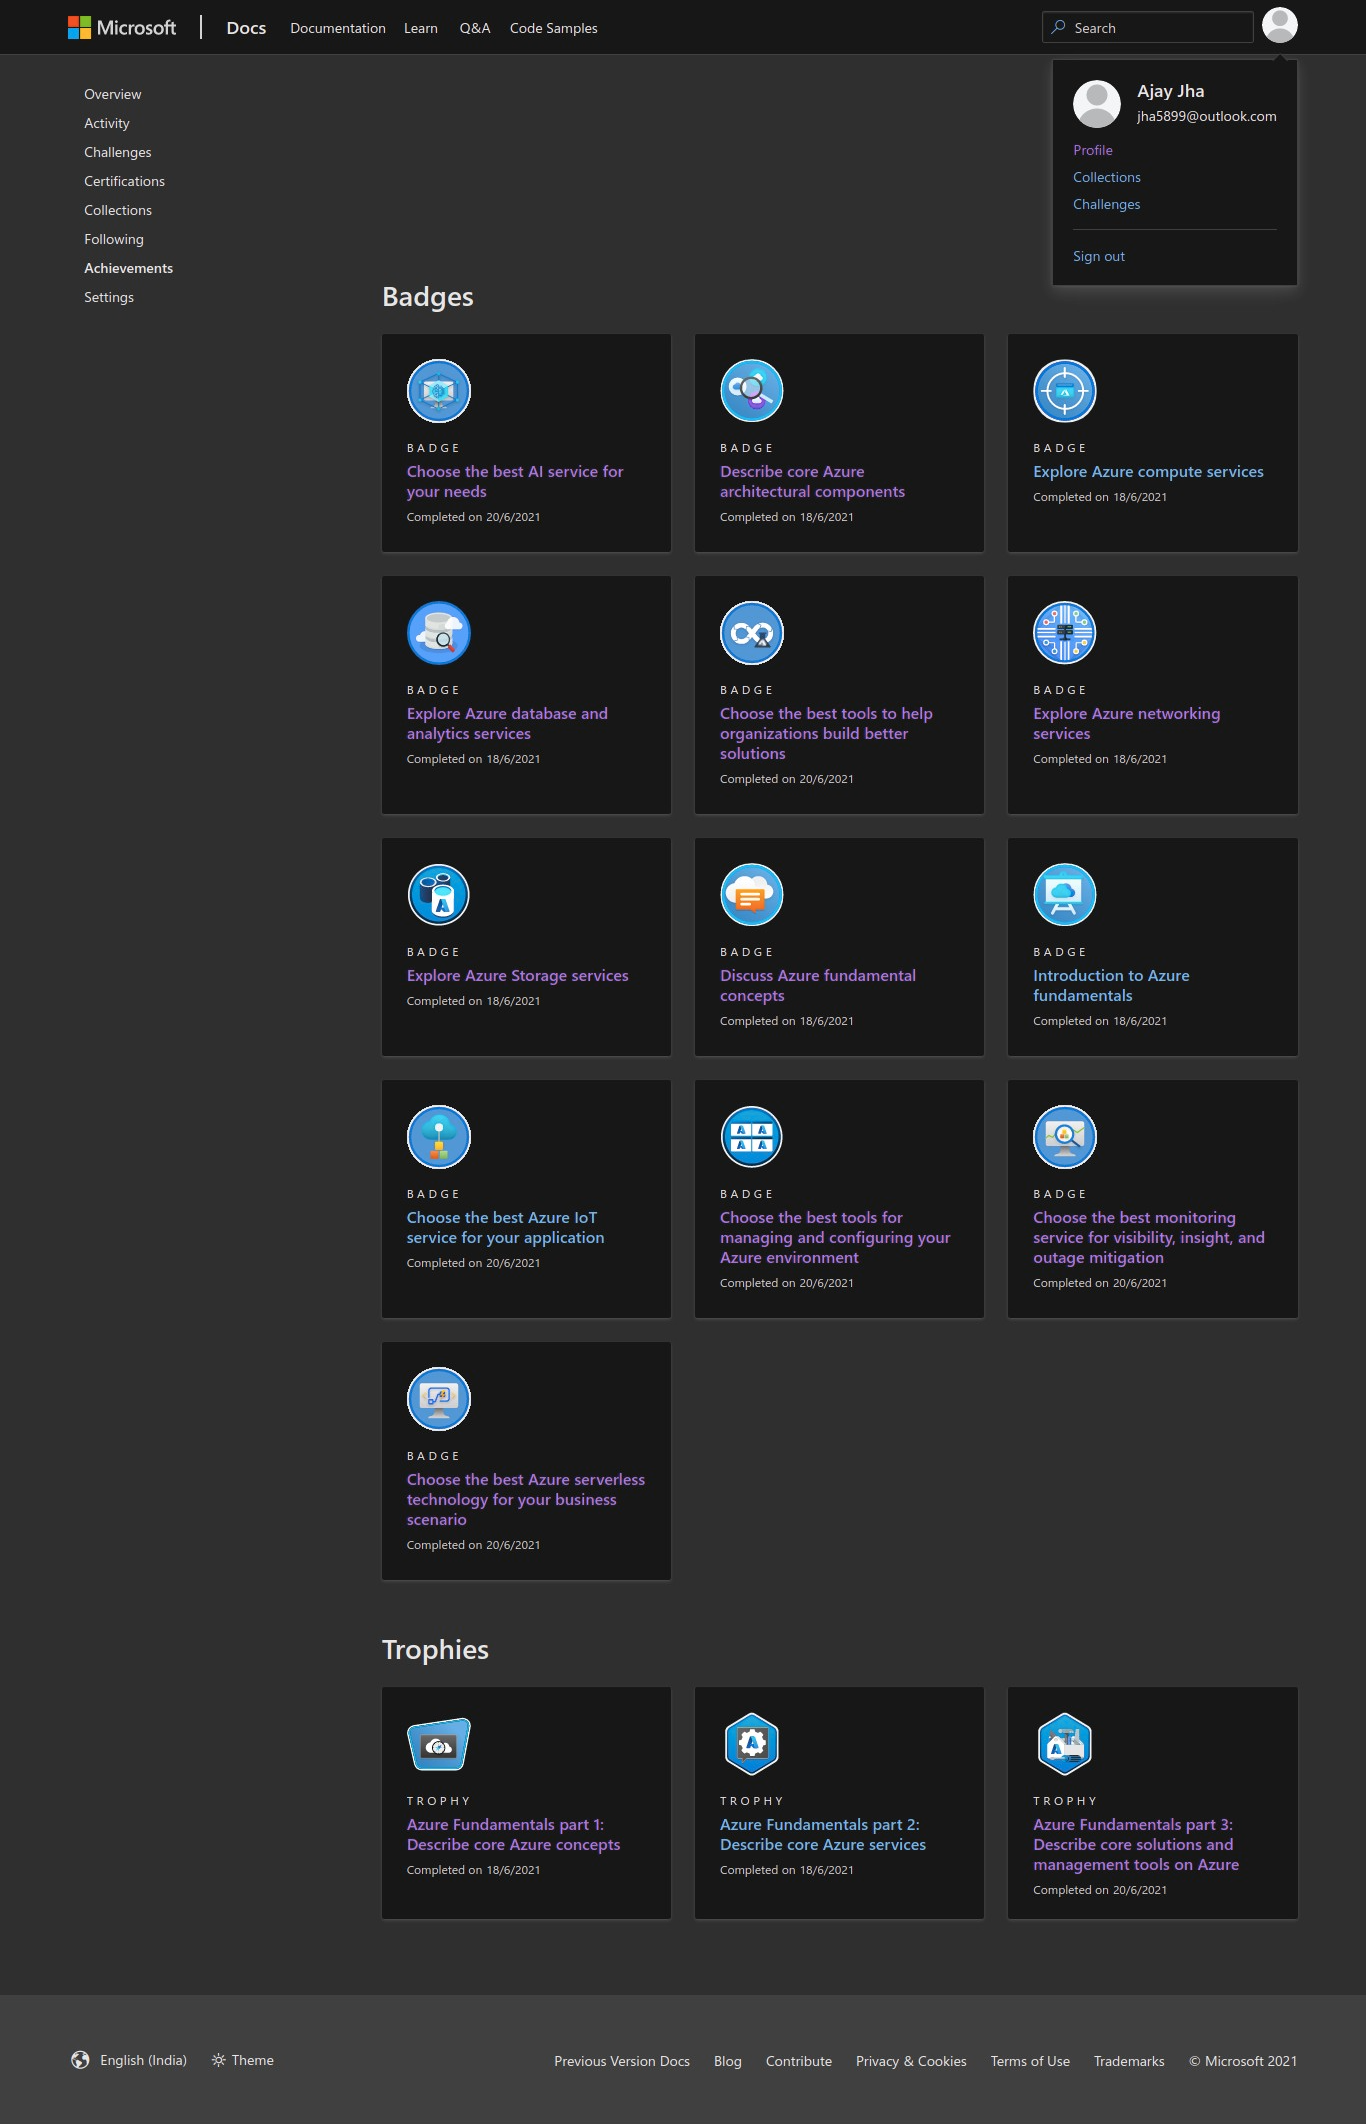 Microsoft
Docs
Documentation
Learn
Q&A
Code Samples
Search
Ajay Jha
jha5899@outlook.com
Profile
Collections
Challenges
Sign out
Overview
Activity
Challenges
Certifications
Collections
Following
Achievements
Settings
Badges
BADGE
Choose the best AI service for
your needs
Completed on 20/6/2021
BADGE
Describe core Azure
architectural components
Completed on 18/6/2021
BADGE
Explore Azure compute services
Completed on 18/6/2021
BADGE
Explore Azure database and
analytics services
Completed on 18/6/2021
BADGE
Choose the best tools to help
organizations build better
solutions
Completed on 20/6/2021
BADGE
Explore Azure networking
services
Completed on 18/6/2021
BADGE
Explore Azure Storage services
Completed on 18/6/2021
BADGE
Discuss Azure fundamental
concepts
Completed on 18/6/2021
BADGE
Introduction to Azure
fundamentals
Completed on 18/6/2021
BADGE
Choose the best Azure IoT
service for your application
Completed on 20/6/2021
BADGE
Choose the best tools for
managing and configuring your
Azure environment
Completed on 20/6/2021
BADGE
Choose the best monitoring
service for visibility, insight, and
outage mitigation
Completed on 20/6/2021
BADGE
Choose the best Azure serverless
technology for your business
scenario
Completed on 20/6/2021
Trophies
TROPHY
Azure Fundamentals part 1:
Describe core Azure concepts
Completed on 18/6/2021
TROPHY
Azure Fundamentals part 2:
Describe core Azure services
Completed on 18/6/2021
TROPHY
Azure Fundamentals part 3:
Describe core solutions and
management tools on Azure
Completed on 20/6/2021
English (India)
Theme
Previous Version Docs
Blog
Contribute
Privacy & Cookies
Terms of Use
Trademarks
© Microsoft 2021